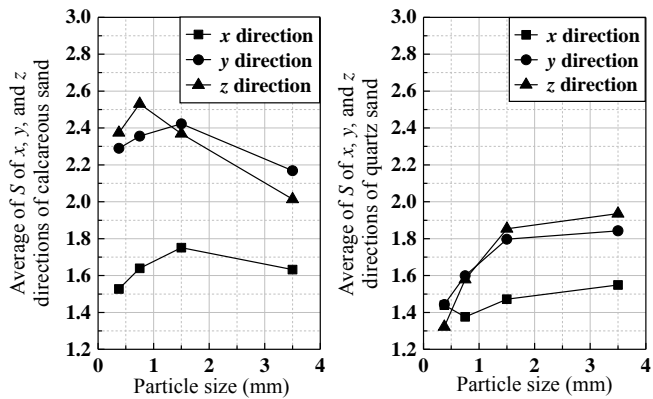 Average of S of x, y, and z
directions of calcareous sand
3.0
2.8
2.6
2.4
2.2
2.0
1.8
1.6
1.4
1.2
x direction
y direction
z direction
0 1 2 3 4
Particle size (mm)
Average of S of x, y, and z
directions of quartz sand
3.0
2.8
2.6
2.4
2.2
2.0
1.8
1.6
1.4
1.2
x direction
y direction
z direction
0 1 2 3 4
Particle size (mm)